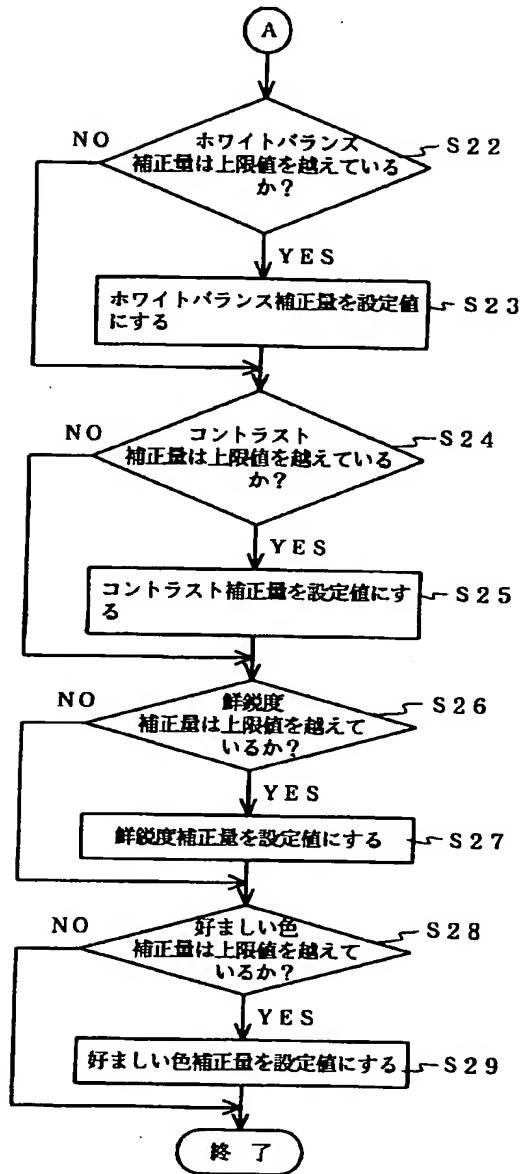 A
ホワイトバランス
補正量は上限値を越えている
か？
NO
S22
YES
ホワイトバランス補正量を設定値
にする
S23
コントラスト
補正量は上限値を越えている
か？
NO
S24
YES
コントラスト補正量を設定値にす
る
S25
鮮鋭度
補正量は上限値を越えて
いるか？
NO
S26
YES
鮮鋭度補正量を設定値にする
S27
好ましい色
補正量は上限値を越えて
いるか？
NO
S28
YES
好ましい色補正量を設定値にする
S29
終 了